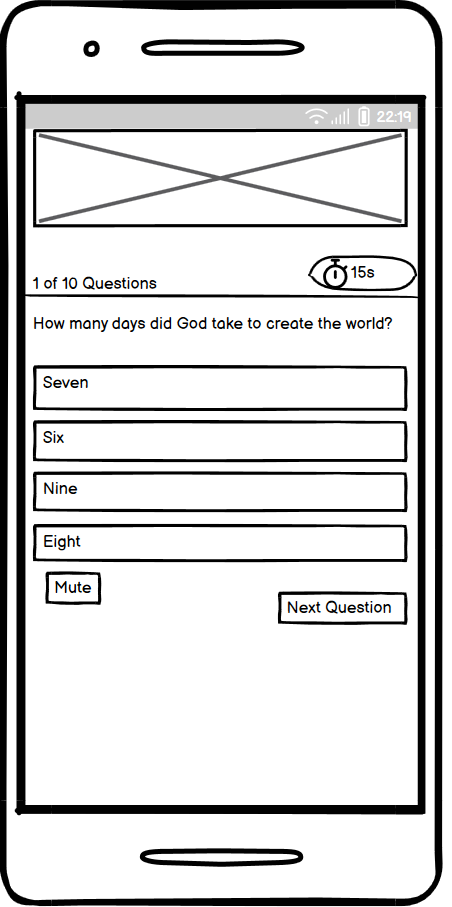 22:19
15s
1 of 10 Questions
How many days did God take to create the world?
Seven
Six
Nine
Eight
Mute
Next Question